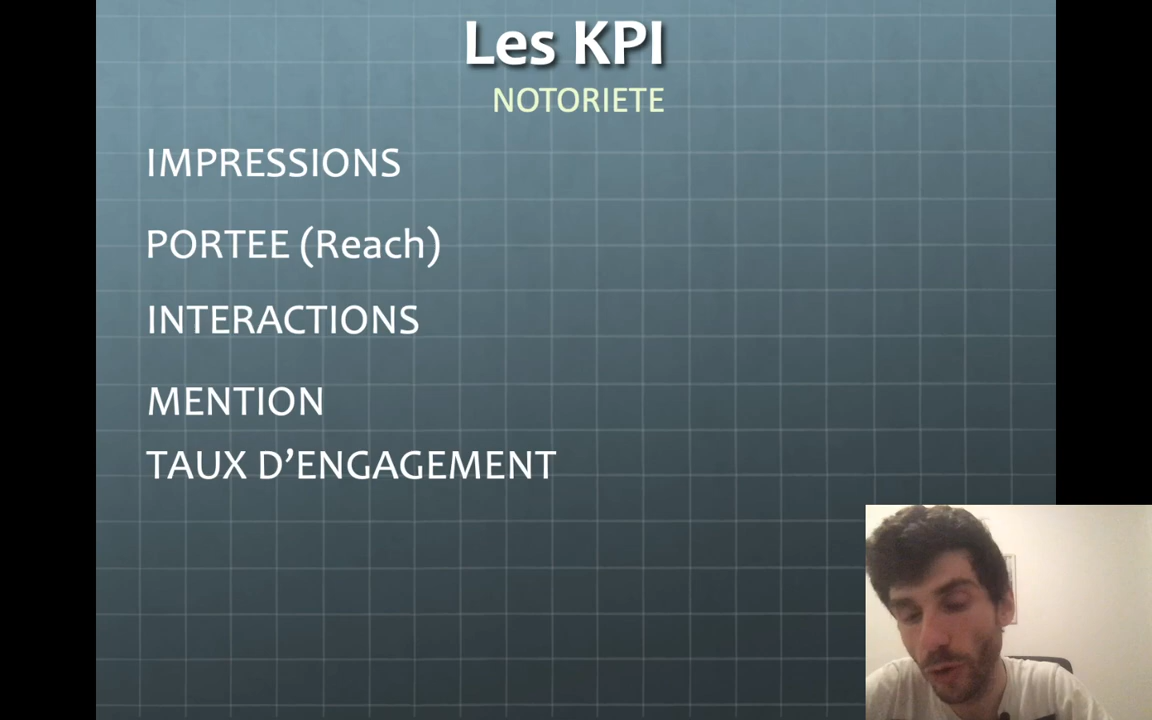 Les KPI
NOTORIETE
IMPRESSIONS
PORTEE (Reach)
INTERACTIONS
MENTION
TAUX D’ENGAGEMENT